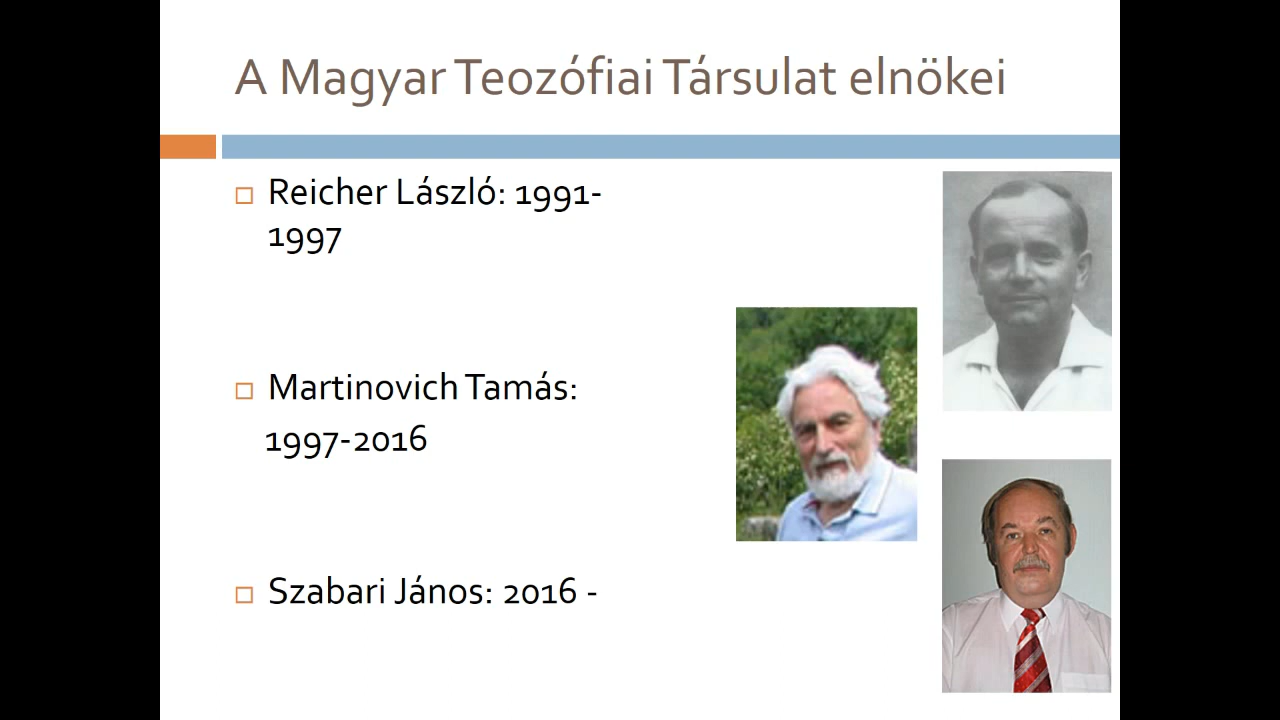 A Magyar Teozófiai Társulat elnökei
Reicher László: 1991-
1997
Martinovich Tamás:
1997-2016
Szabari János: 2016 -